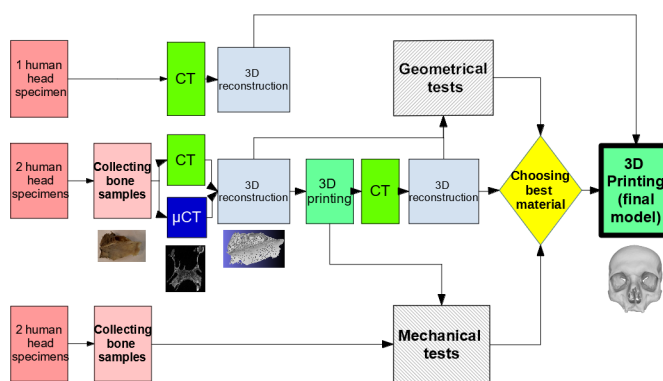 1 human
head
specimen
CT
3D
reconstruction
Geometrical
tests
2 human
head
specimens
Collecting
bone
samples
CT
µCT
3D
reconstruction
3D
printing
CT
3D
reconstruction
Choosing
best
material
3D
Printing
(final
model)
2 human
head
specimens
Collecting
bone
samples
Mechanical
tests